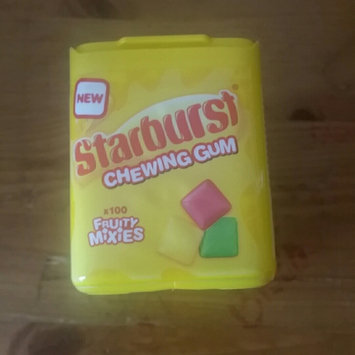 NEW
Starburst
CHEWING GUM
x100
FRUITY
MiXiES